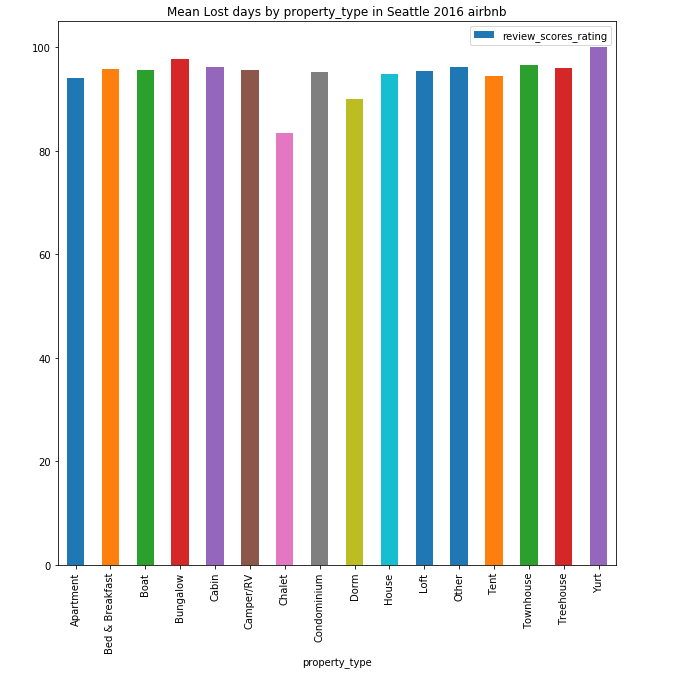 Mean Lost days by property_type in Seattle 2016 airbnb
review_scores_rating
100
80
60
40
20
0
Apartment
Bed & Breakfast
Boat
Bungalow
Cabin
Camper/RV
Chalet
Condominium
Dorm
House
Loft
Other
Tent
Townhouse
Treehouse
Yurt
property_type